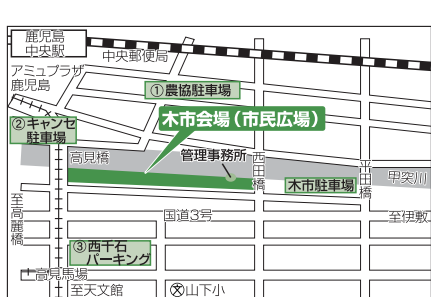 鹿児島
中央駅
中央郵便局
アミュプラザ
鹿児島
①農協駐車場
②キャンセ
駐車場
木市会場（市民広場）
高見橋
管理事務所
西田橋
平田橋
木市駐車場
甲突川
至高麗橋
国道3号
至伊敷
③西千石
パーキング
高見馬場
至天文館
㊛山下小